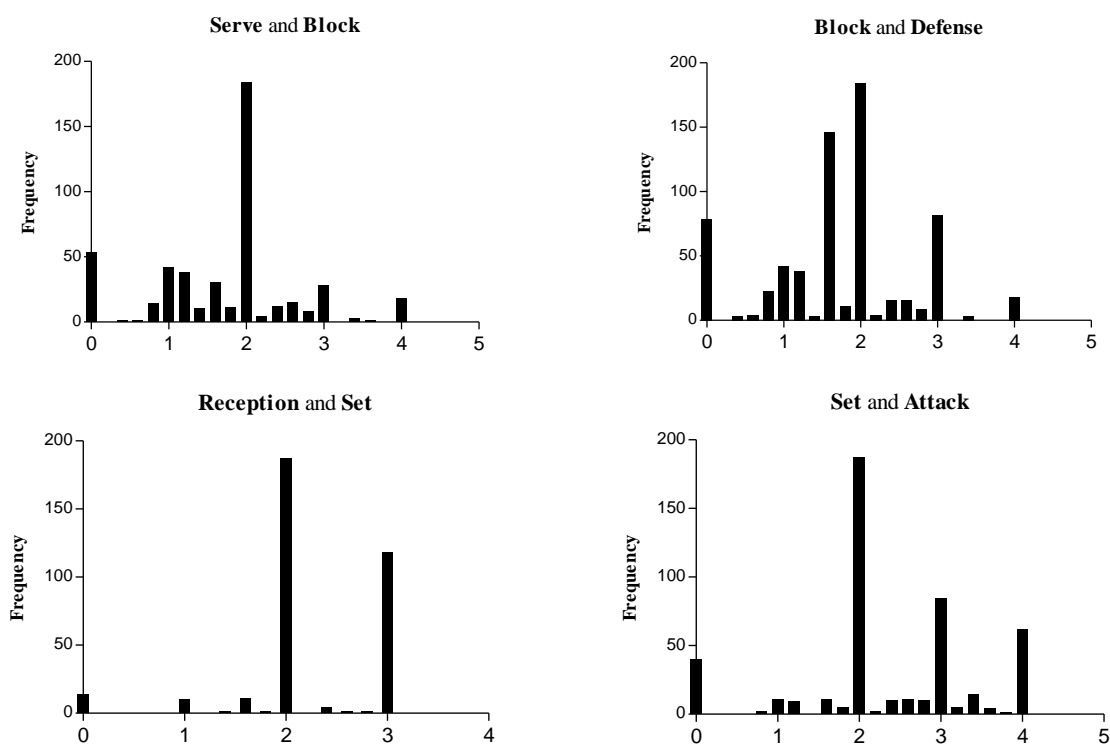 Serve and Block
Frequency
200
150
100
50
0
0 1 2 3 4 5
Block and Defense
Frequency
200
150
100
50
0
0 1 2 3 4 5
Reception and Set
Frequency
200
150
100
50
0
0 1 2 3 4
Set and Attack
Frequency
200
150
100
50
0
0 1 2 3 4 5